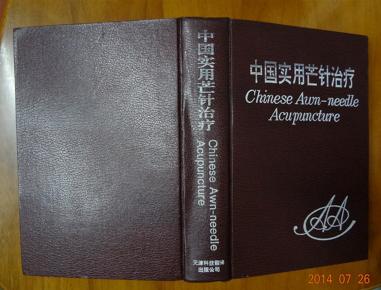 中国实用芒针治疗
Chinese Awn-needle
Acupuncture
天津科技翻译
出版公司
中国实用芒针治疗
Chinese Awn-needle
Acupuncture
AA
2014 07 26